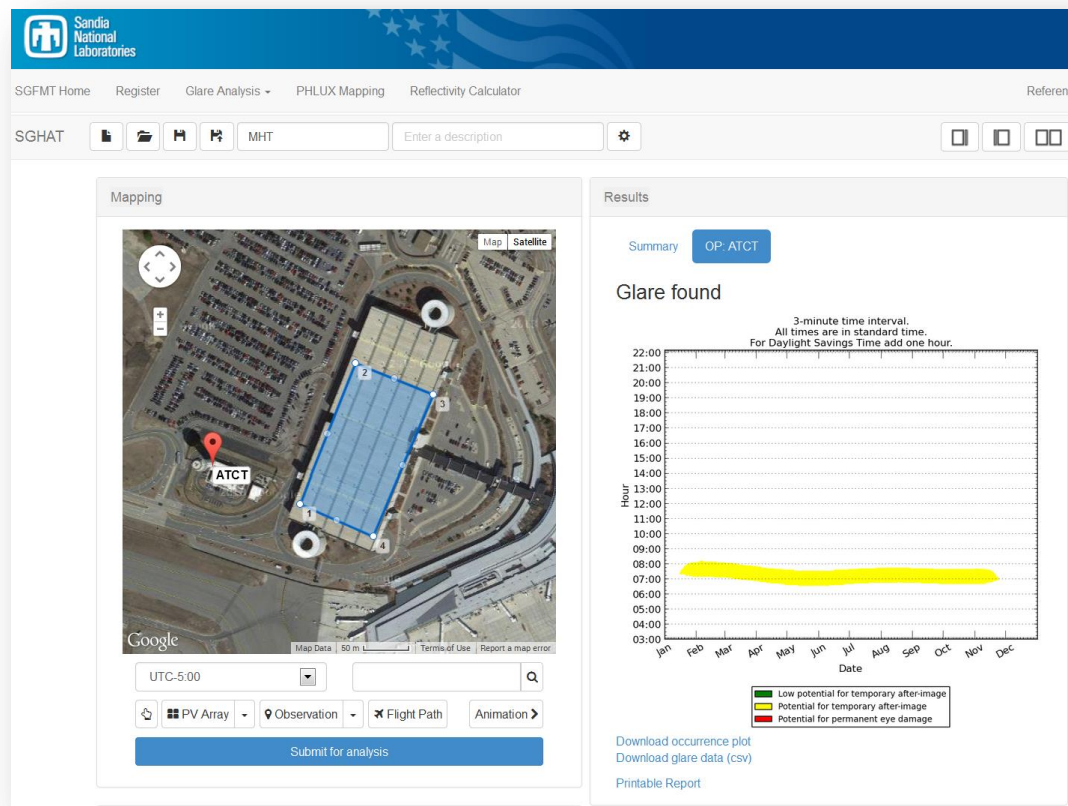 Sandia
National
Laboratories
SGFMT Home Register Glare Analysis PHLUX Mapping Reflectivity Calculator Referen
SGHAT MHT Enter a description
Mapping
Map Satellite
2
3
ATCT
1
4
Google
Map Data 50 m Terms of Use Report a map error
UTC-5:00
PV Array Observation Flight Path Animation
Submit for analysis
Results
Summary OP: ATCT
Glare found
3-minute time interval.
All times are in standard time.
For Daylight Savings Time add one hour.
22:00
21:00
20:00
19:00
18:00
17:00
16:00
15:00
14:00
13:00
12:00
11:00
10:00
09:00
08:00
07:00
06:00
05:00
04:00
03:00
Hour
Jan Feb Mar Apr May Jun Jul Aug Sep Oct Nov Dec
Date
Low potential for temporary after-image
Potential for temporary after-image
Potential for permanent eye damage
Download occurrence plot
Download glare data (csv)
Printable Report